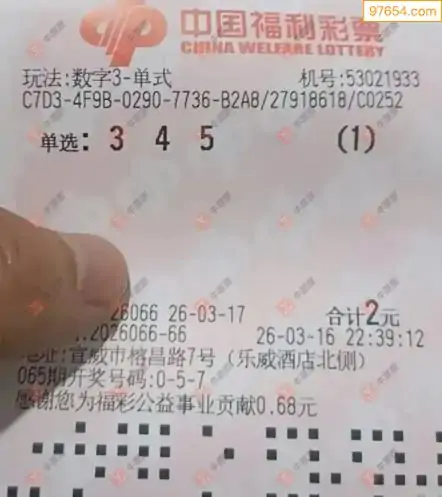 97654.com
中国福利彩票
CHINA WELFARE LOTTERY
玩法:数字3-单式 机号:53021933
C7D3-4F9B-0290-7736-B2A8/27918618/C0252
单选: 3 4 5 (1)
26066 26-03-17 合计2元
2026066-66 26-03-16 22:39:12
地址:宣威市榕昌路7号(乐威酒店北侧)
065期开奖号码:0-5-7
感谢您为福彩公益事业贡献0.68元